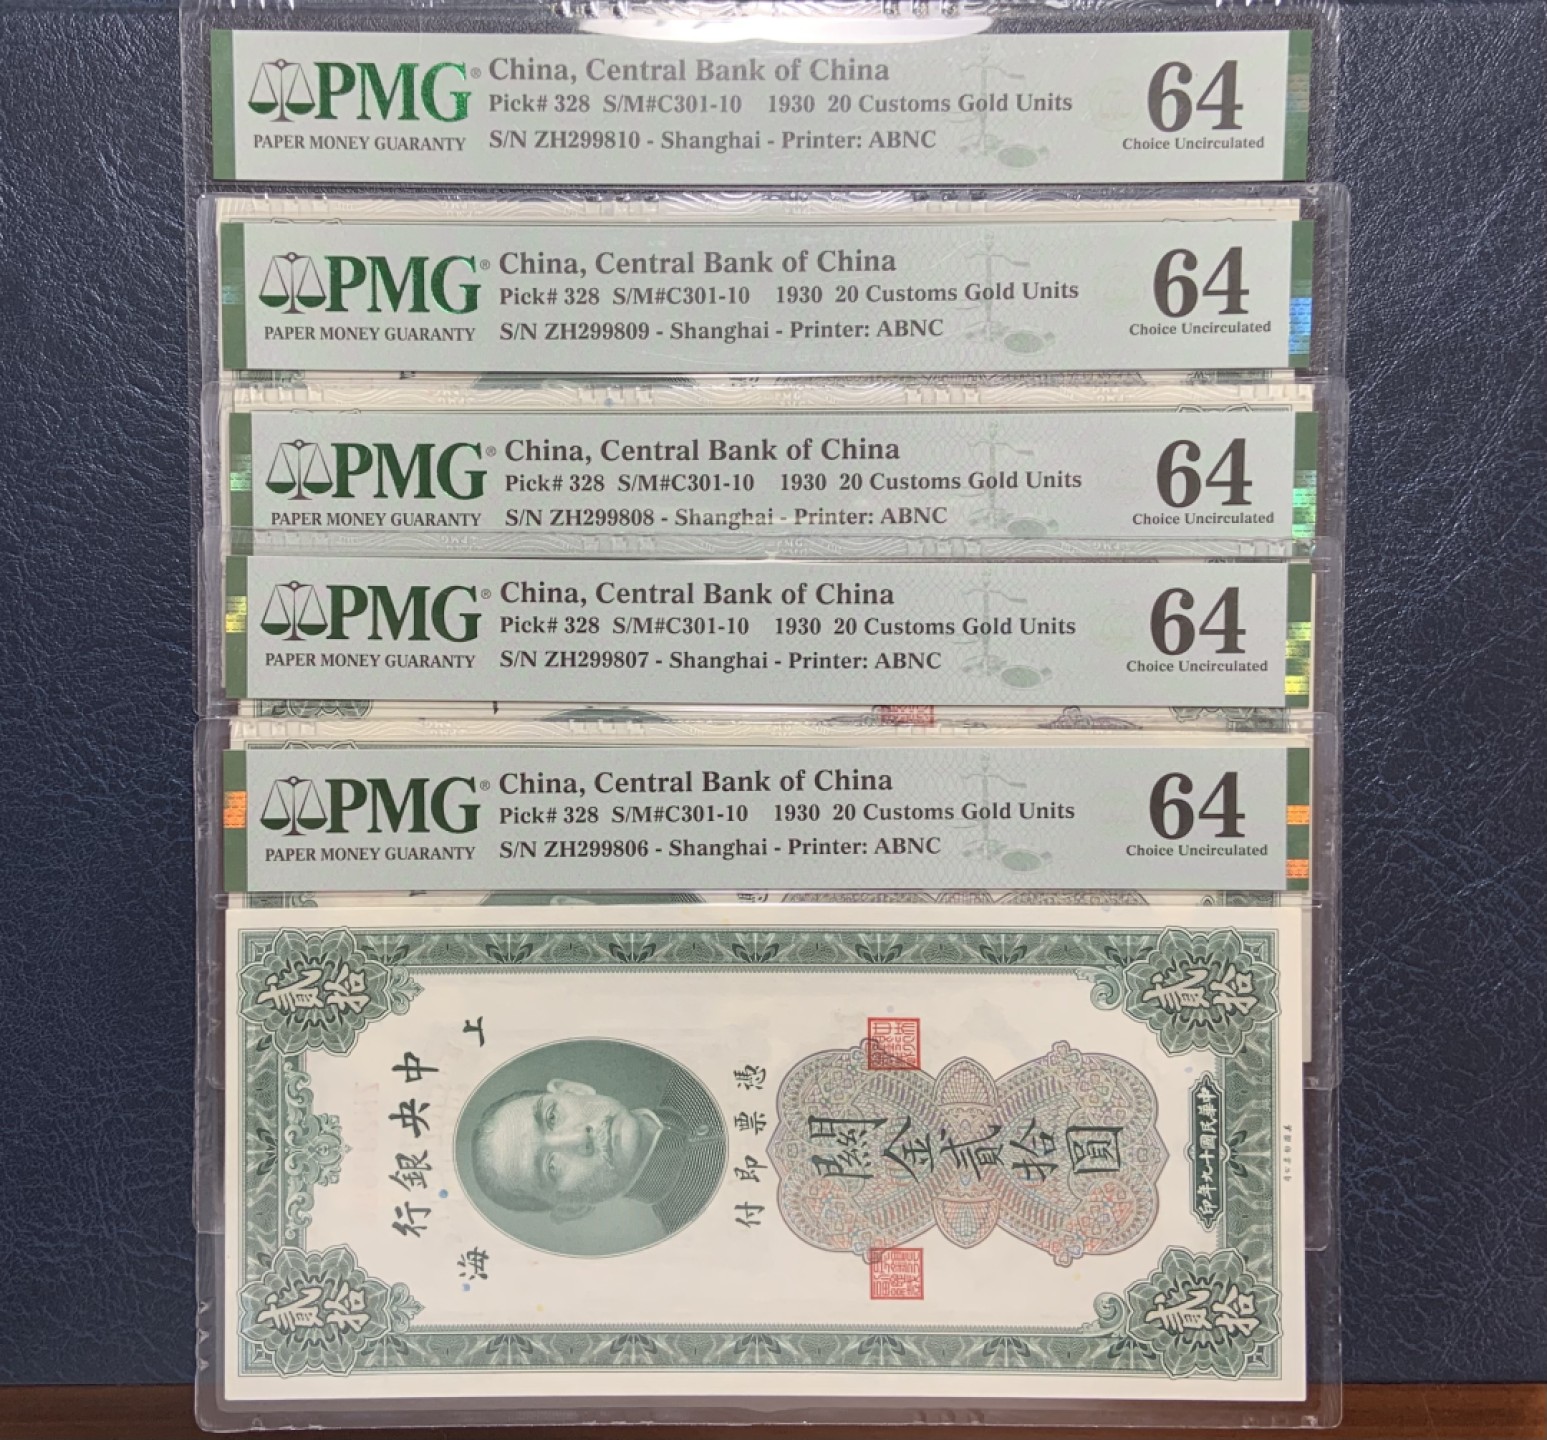 PMG® China, Central Bank of China 64
Pick# 328 S/M#C301-10 1930 20 Customs Gold Units
PAPER MONEY GUARANTY S/N ZH299810 - Shanghai - Printer: ABNC Choice Uncirculated
PMG® China, Central Bank of China 64
Pick# 328 S/M#C301-10 1930 20 Customs Gold Units
PAPER MONEY GUARANTY S/N ZH299809 - Shanghai - Printer: ABNC Choice Uncirculated
PMG® China, Central Bank of China 64
Pick# 328 S/M#C301-10 1930 20 Customs Gold Units
PAPER MONEY GUARANTY S/N ZH299808 - Shanghai - Printer: ABNC Choice Uncirculated
PMG® China, Central Bank of China 64
Pick# 328 S/M#C301-10 1930 20 Customs Gold Units
PAPER MONEY GUARANTY S/N ZH299807 - Shanghai - Printer: ABNC Choice Uncirculated
PMG® China, Central Bank of China 64
Pick# 328 S/M#C301-10 1930 20 Customs Gold Units
PAPER MONEY GUARANTY S/N ZH299806 - Shanghai - Printer: ABNC Choice Uncirculated
貳拾
貳拾
中央銀行
上海
憑票即付
關金貳拾圓
中華民國十九年印
貳拾
貳拾